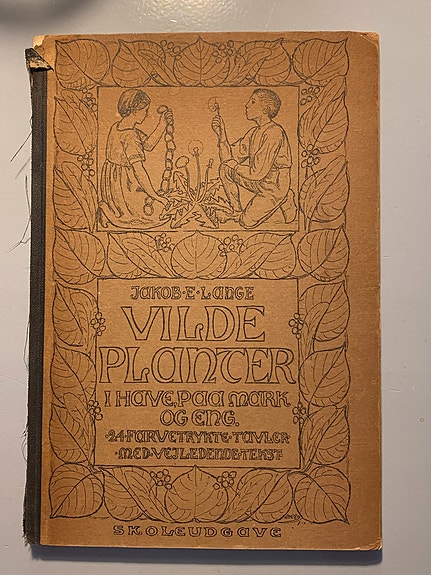 JAKOB·E·LANGE
VILDE
PLANTER
I HAVE, PAA MARK
OG ENG.
·24·FARVETRYKTE·TAVLER·
·MED·VEJLEDENDE·TEKST·
SKOLEUDGAVE